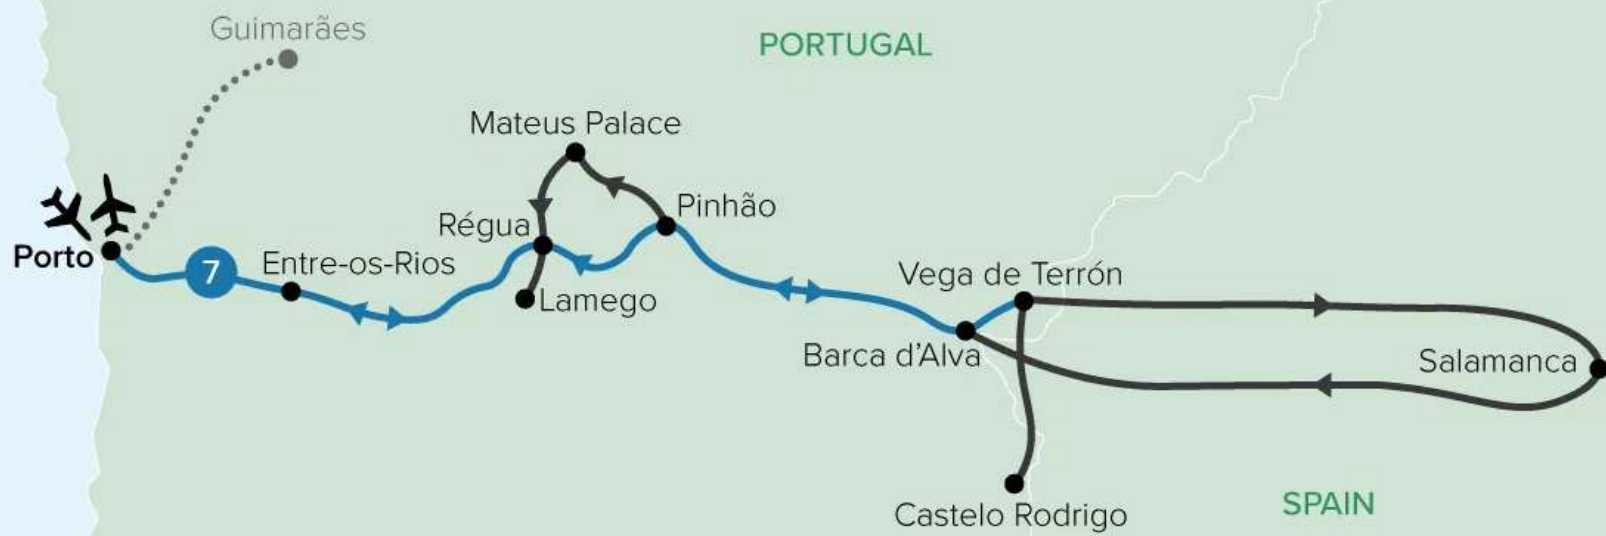 Guimarães
PORTUGAL
Mateus Palace
Pinhão
Régua
Porto
7
Entre-os-Rios
Vega de Terrón
Lamego
Barca d’Alva
Salamanca
Castelo Rodrigo
SPAIN